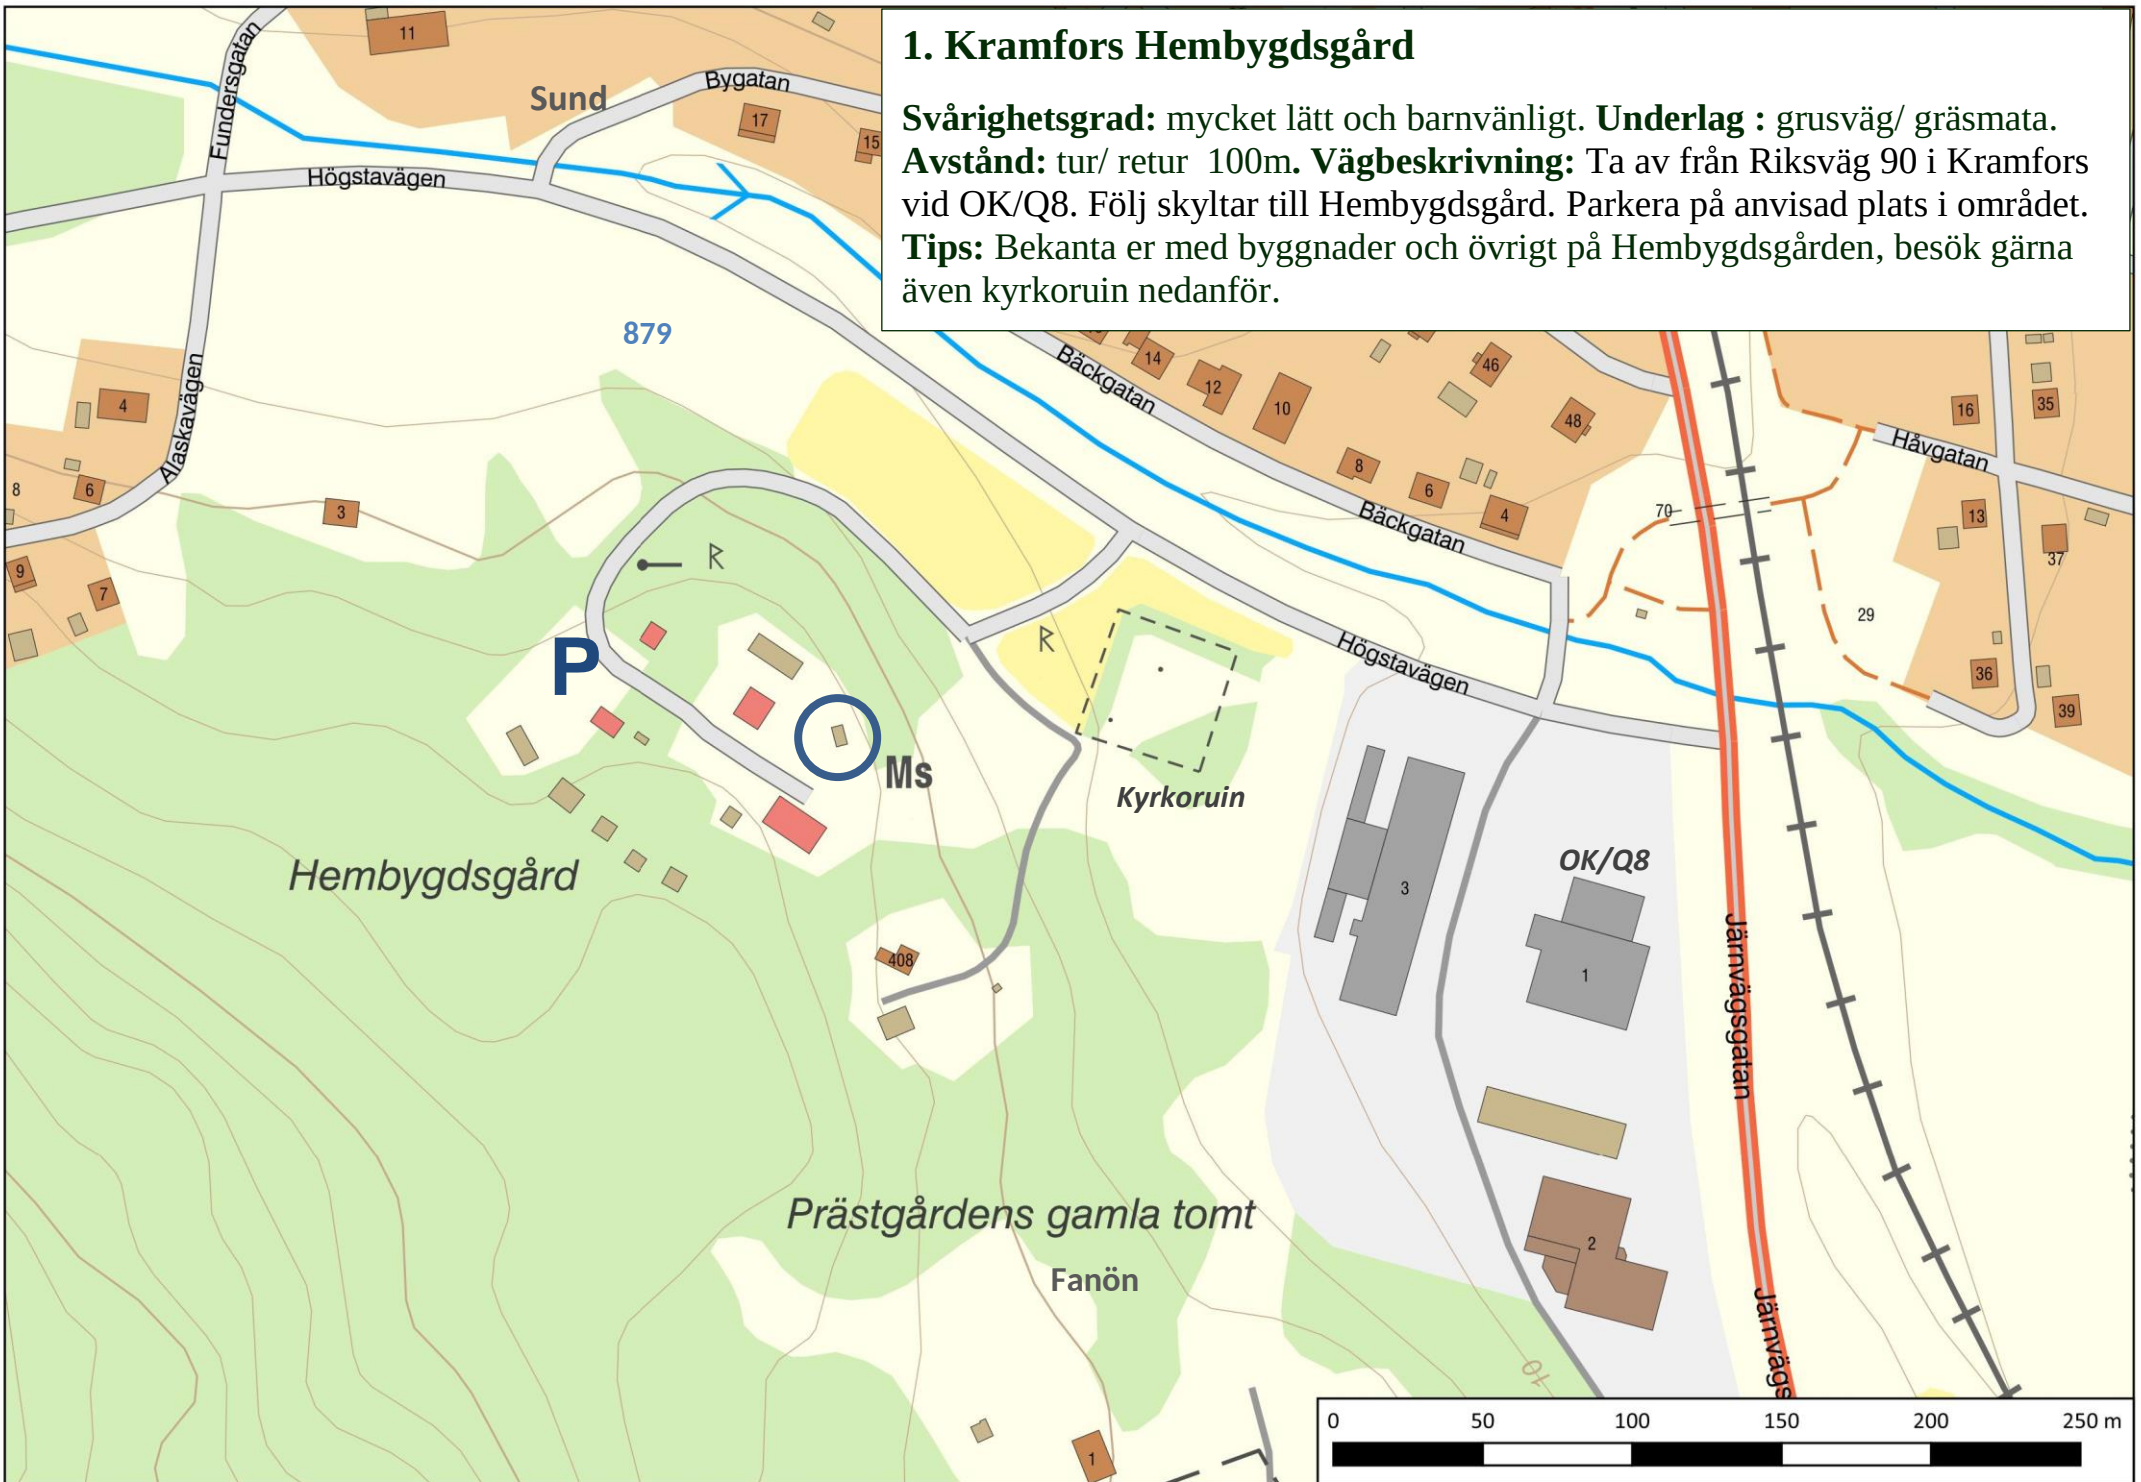 1. Kramfors Hembygdsgård
Svårighetsgrad: mycket lätt och barnvänligt. Underlag : grusväg/ gräsmata.
Avstånd: tur/ retur 100m. Vägbeskrivning: Ta av från Riksväg 90 i Kramfors
vid OK/Q8. Följ skyltar till Hembygdsgård. Parkera på anvisad plats i området.
Tips: Bekanta er med byggnader och övrigt på Hembygdsgården, besök gärna
även kyrkoruin nedanför.
11
Fundersgatan
Sund
Bygatan
17
15
Högstavägen
879
Alaskavägen
4
8
6
3
9
7
Bäckgatan
14
12
10
46
48
8
6
4
Bäckgatan
70
16
35
Håvgatan
13
37
29
36
39
R
R
P
Högstavägen
Ms
Kyrkoruin
Hembygdsgård
OK/Q8
3
1
408
Järnvägsgatan
Prästgårdens gamla tomt
Fanön
2
Järnvägs
10
1
0 50 100 150 200 250 m